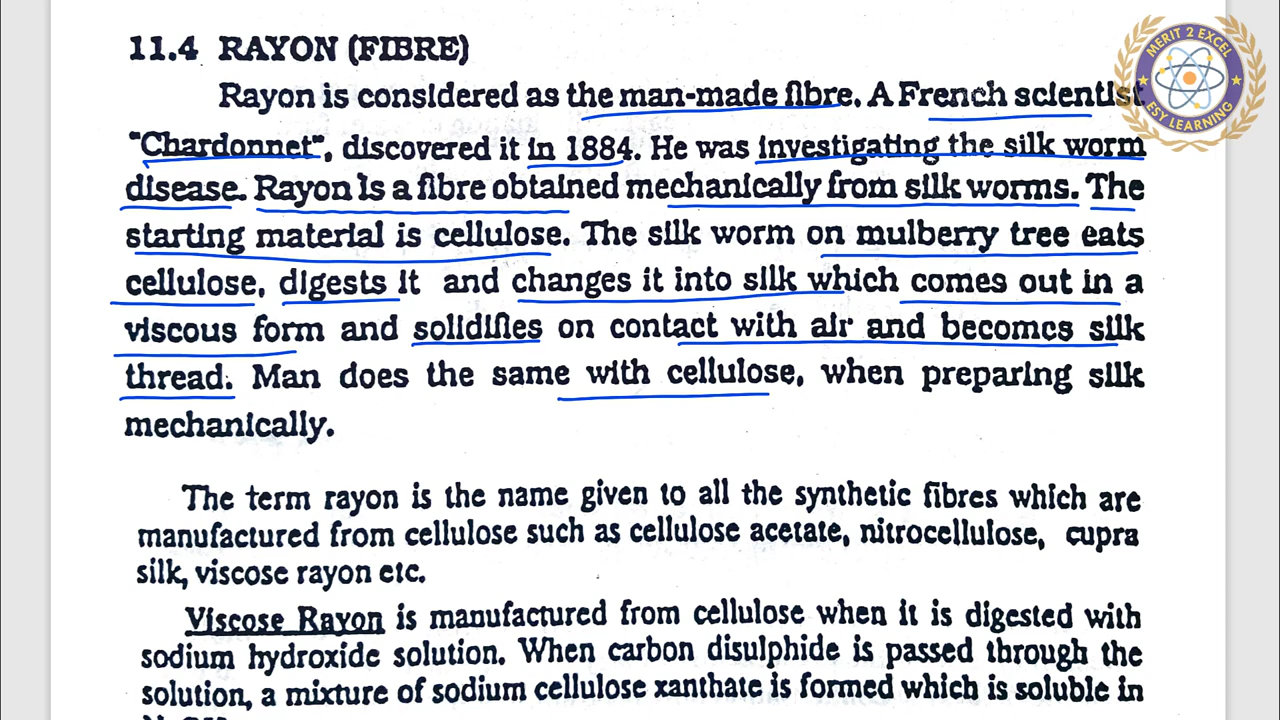 MERIT 2 EXCEL
ESY LEARNING
11.4 RAYON (FIBRE)
Rayon is considered as the man-made fibre. A French scientist
"Chardonnet", discovered it in 1884. He was investigating the silk worm
disease. Rayon is a fibre obtained mechanically from silk worms. The
starting material is cellulose. The silk worm on mulberry tree eats
cellulose, digests it and changes it into silk which comes out in a
viscous form and solidifies on contact with air and becomes silk
thread. Man does the same with cellulose, when preparing silk
mechanically.
The term rayon is the name given to all the synthetic fibres which are
manufactured from cellulose such as cellulose acetate, nitrocellulose, cupra
silk, viscose rayon etc.
Viscose Rayon is manufactured from cellulose when it is digested with
sodium hydroxide solution. When carbon disulphide is passed through the
solution, a mixture of sodium cellulose xanthate is formed which is soluble in